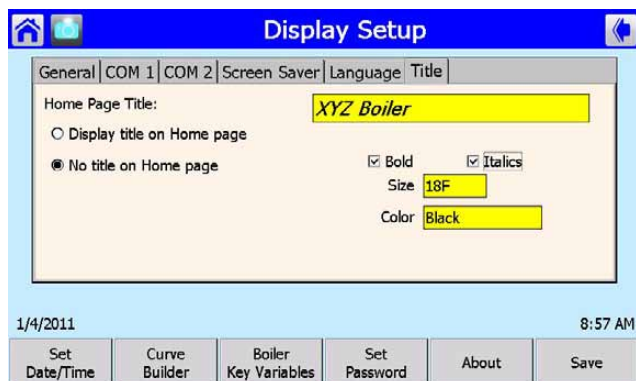 Display Setup
General COM 1 COM 2 Screen Saver Language Title
Home Page Title: XYZ Boiler
Display title on Home page
No title on Home page Bold Italics
Size 18F
Color Black
1/4/2011 8:57 AM
Set Date/Time Curve Builder Boiler Key Variables Set Password About Save